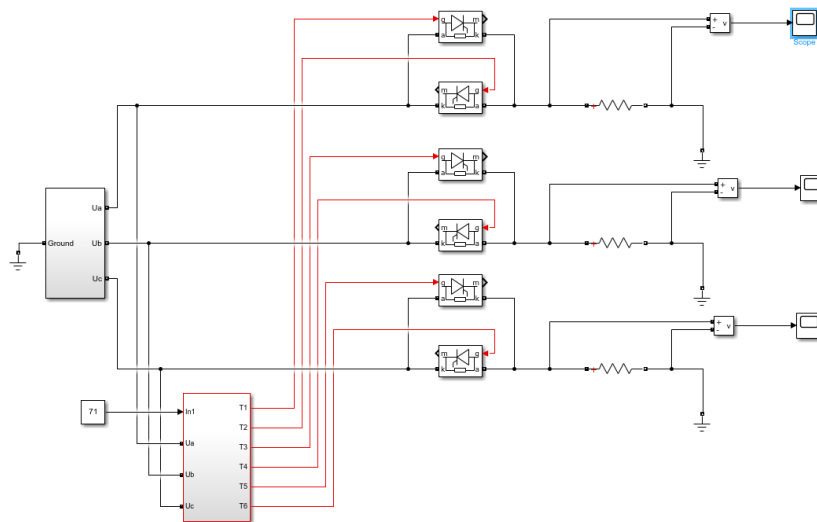 g m
a k
m g
k a
+
-
v
Scope
+
g m
a k
m g
k a
+
-
v
+
Ua
Ground Ub
Uc
g m
a k
m g
k a
+
-
v
+
71
In1 T1
T2
Ua T3
T4
Ub T5
Uc T6